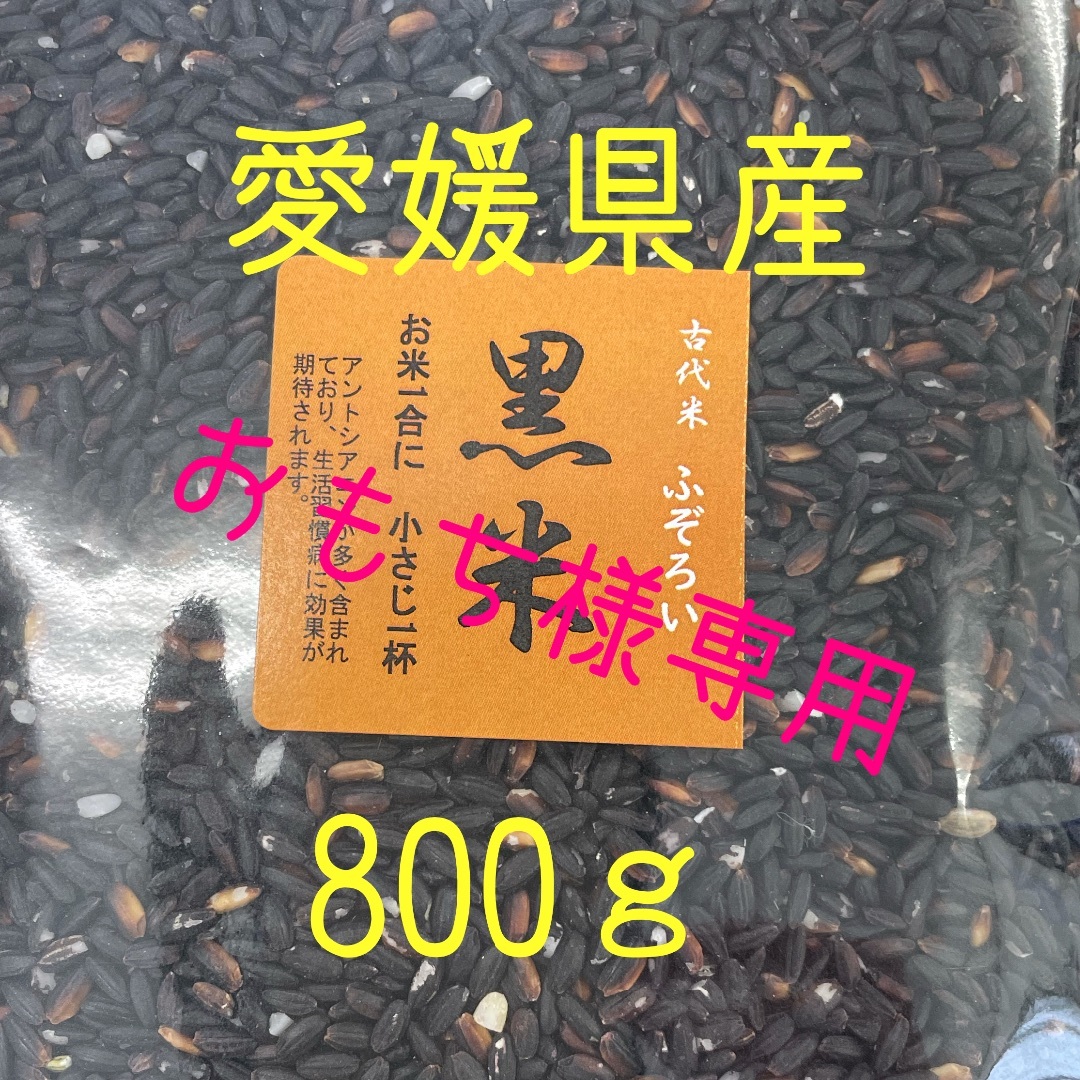 愛媛県産
古代米 ふぞろい
黒米
お米一合に 小さじ一杯
アントシアニンが多く含まれ
ており、生活習慣病に効果が
期待されます。
おもち様専用
800g